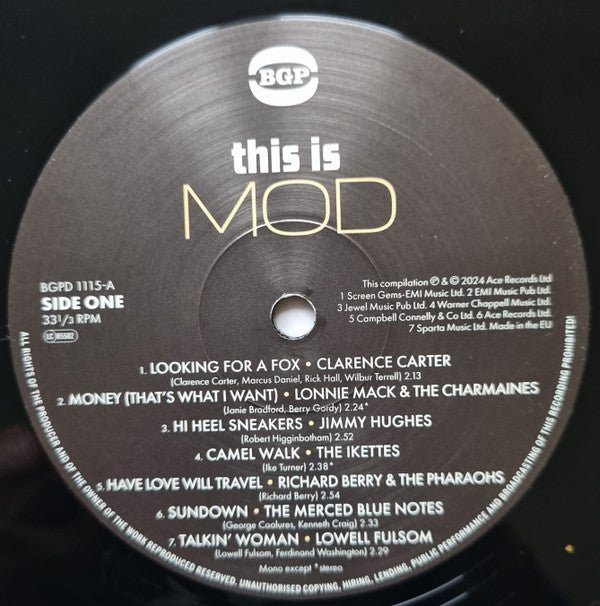 BGP
this is
MOD
BGPD 1115-A
SIDE ONE
33 1/3 RPM
LC 05502
This compilation ℗ & © 2024 Ace Records Ltd
1 Screen Gems-EMI Music Ltd. 2 EMI Music Pub Ltd.
3 Jewel Music Pub Ltd. 4 Warner Chappell Music Ltd.
5 Campbell Connelly & Co Ltd. 6 Ace Records Ltd
7 Sparta Music Ltd. Made in the EU
1. LOOKING FOR A FOX • CLARENCE CARTER
(Clarence Carter, Marcus Daniel, Rick Hall, Wilbur Terrell) 2.13
2. MONEY (THAT'S WHAT I WANT) • LONNIE MACK & THE CHARMAINES
(Janie Bradford, Berry Gordy) 2.24*
3. HI HEEL SNEAKERS • JIMMY HUGHES
(Robert Higginbotham) 2.52
4. CAMEL WALK • THE IKETTES
(Ike Turner) 2.38*
5. HAVE LOVE WILL TRAVEL • RICHARD BERRY & THE PHARAOHS
(Richard Berry) 2.54
6. SUNDOWN • THE MERCED BLUE NOTES
(George Coolures, Kenneth Craig) 2.33
7. TALKIN' WOMAN • LOWELL FULSOM
(Lowell Fulsom, Ferdinand Washington) 2.29
Mono except *stereo
ALL RIGHTS OF THE PRODUCER AND OF THE OWNER OF THE WORK REPRODUCED RESERVED. UNAUTHORISED COPYING, HIRING, LENDING, PUBLIC PERFORMANCE AND BROADCASTING OF THIS RECORDING PROHIBITED!